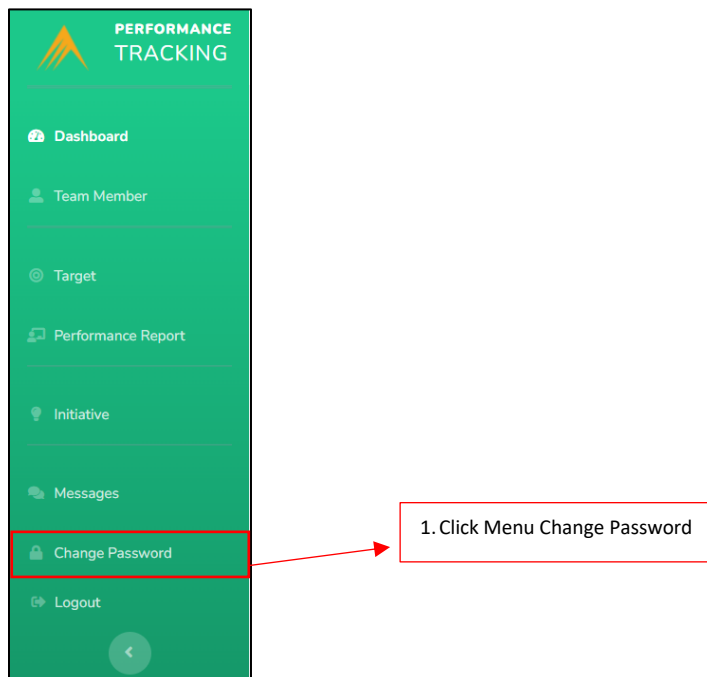 PERFORMANCE
TRACKING
Dashboard
Team Member
Target
Performance Report
Initiative
Messages
Change Password
1. Click Menu Change Password
Logout